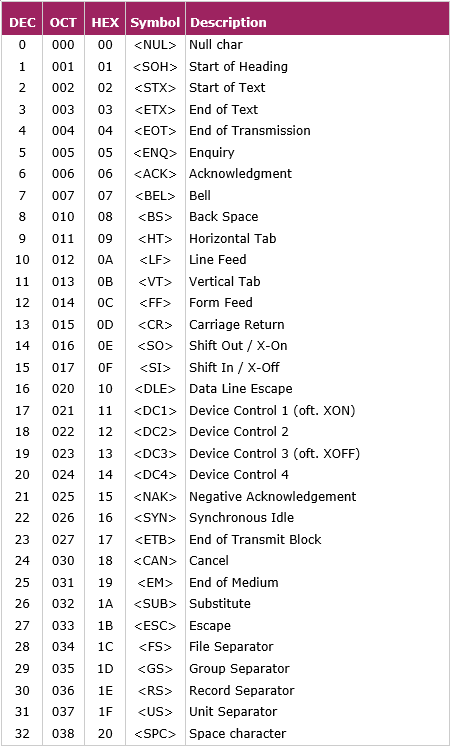 DEC OCT HEX Symbol Description
0 000 00 <NUL> Null char
1 001 01 <SOH> Start of Heading
2 002 02 <STX> Start of Text
3 003 03 <ETX> End of Text
4 004 04 <EOT> End of Transmission
5 005 05 <ENQ> Enquiry
6 006 06 <ACK> Acknowledgment
7 007 07 <BEL> Bell
8 010 08 <BS> Back Space
9 011 09 <HT> Horizontal Tab
10 012 0A <LF> Line Feed
11 013 0B <VT> Vertical Tab
12 014 0C <FF> Form Feed
13 015 0D <CR> Carriage Return
14 016 0E <SO> Shift Out / X-On
15 017 0F <SI> Shift In / X-Off
16 020 10 <DLE> Data Line Escape
17 021 11 <DC1> Device Control 1 (oft. XON)
18 022 12 <DC2> Device Control 2
19 023 13 <DC3> Device Control 3 (oft. XOFF)
20 024 14 <DC4> Device Control 4
21 025 15 <NAK> Negative Acknowledgement
22 026 16 <SYN> Synchronous Idle
23 027 17 <ETB> End of Transmit Block
24 030 18 <CAN> Cancel
25 031 19 <EM> End of Medium
26 032 1A <SUB> Substitute
27 033 1B <ESC> Escape
28 034 1C <FS> File Separator
29 035 1D <GS> Group Separator
30 036 1E <RS> Record Separator
31 037 1F <US> Unit Separator
32 038 20 <SPC> Space character